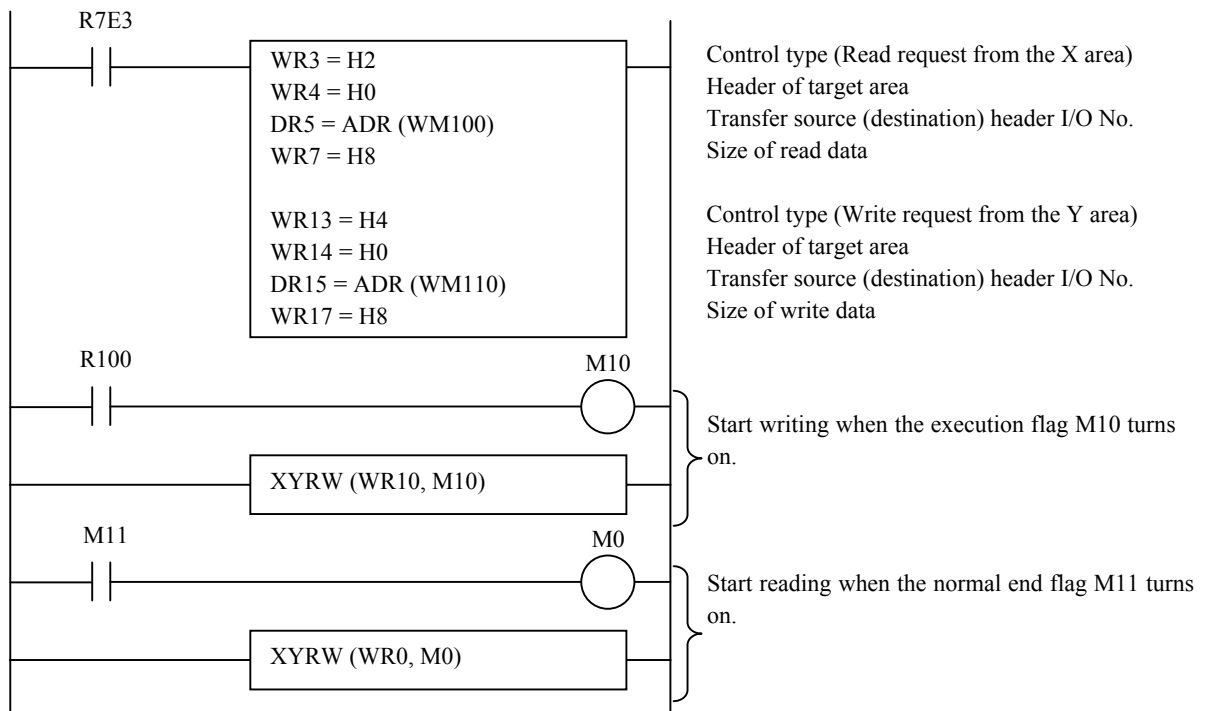 R7E3
WR3 = H2
WR4 = H0
DR5 = ADR (WM100)
WR7 = H8
WR13 = H4
WR14 = H0
DR15 = ADR (WM110)
WR17 = H8
Control type (Read request from the X area)
Header of target area
Transfer source (destination) header I/O No.
Size of read data
Control type (Write request from the Y area)
Header of target area
Transfer source (destination) header I/O No.
Size of write data
R100
M10
XYRW (WR10, M10)
Start writing when the execution flag M10 turns
on.
M11
M0
XYRW (WR0, M0)
Start reading when the normal end flag M11 turns
on.